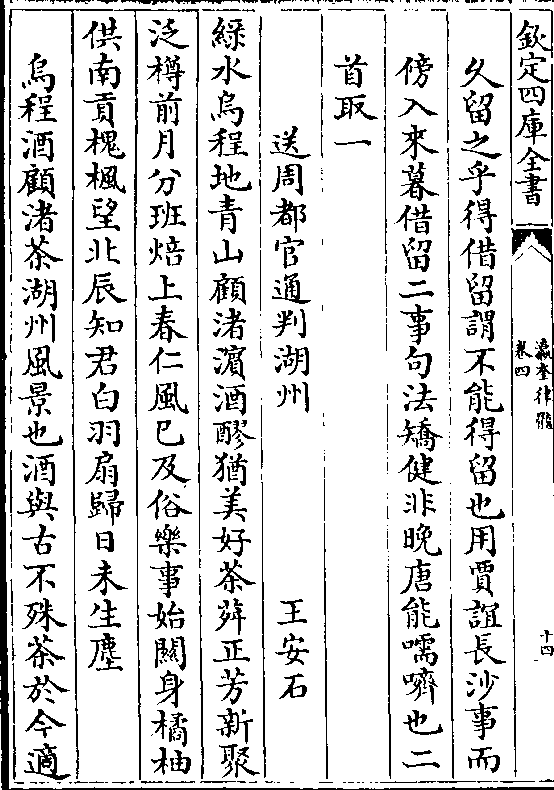 欽定四庫全書
瀛奎律髓
卷四
十四
久留之乎得借留謂不能得留也用賈誼長沙事而
傍入來暮借留二事句法矯健非晚唐能嚅嚌也二
首取一
送周都官通判湖州 王安石
綠水烏程地青山顧渚濵酒醪猶美好茶荈正芳新聚
泛樽前月分班焙上春仁風已及俗樂事始關身橘柚
供南貢槐楓望北辰知君白羽扇歸日未生塵
烏程酒顧渚茶湖州風景也酒與古不殊茶於今適